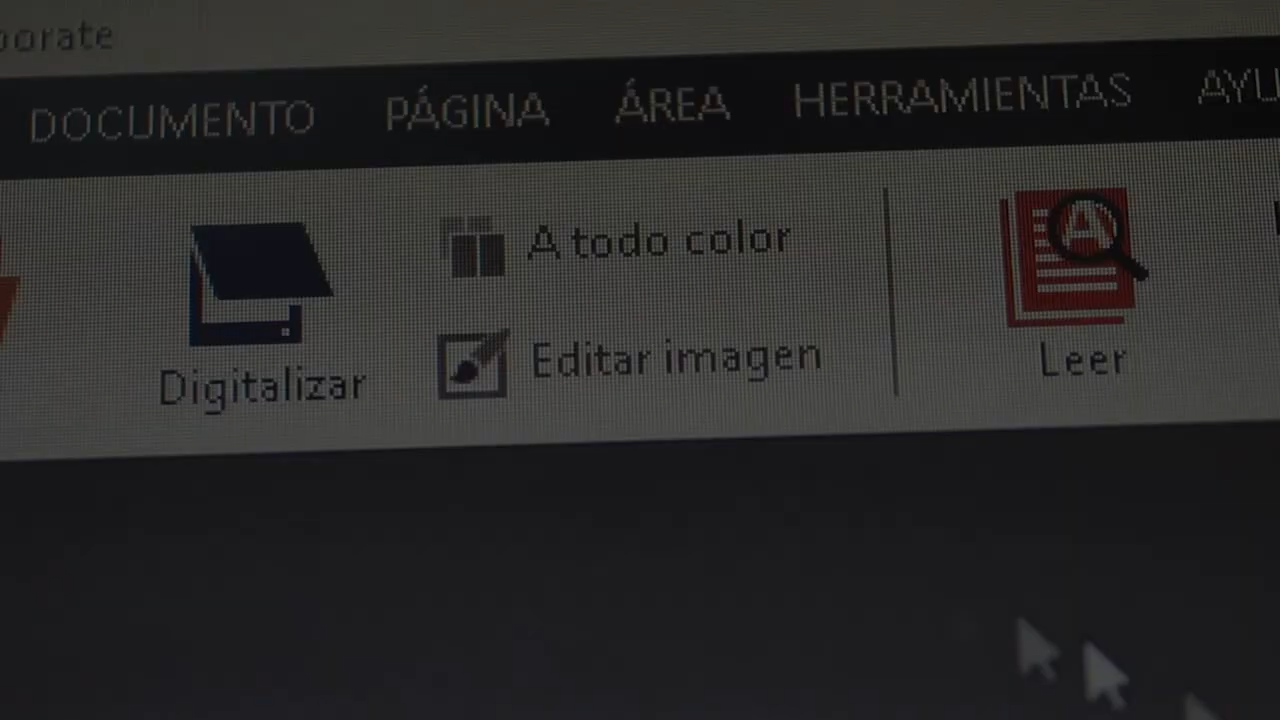 DOCUMENTO PÁGINA ÁREA HERRAMIENTAS
A todo color
Editar imagen
Digitalizar
Leer